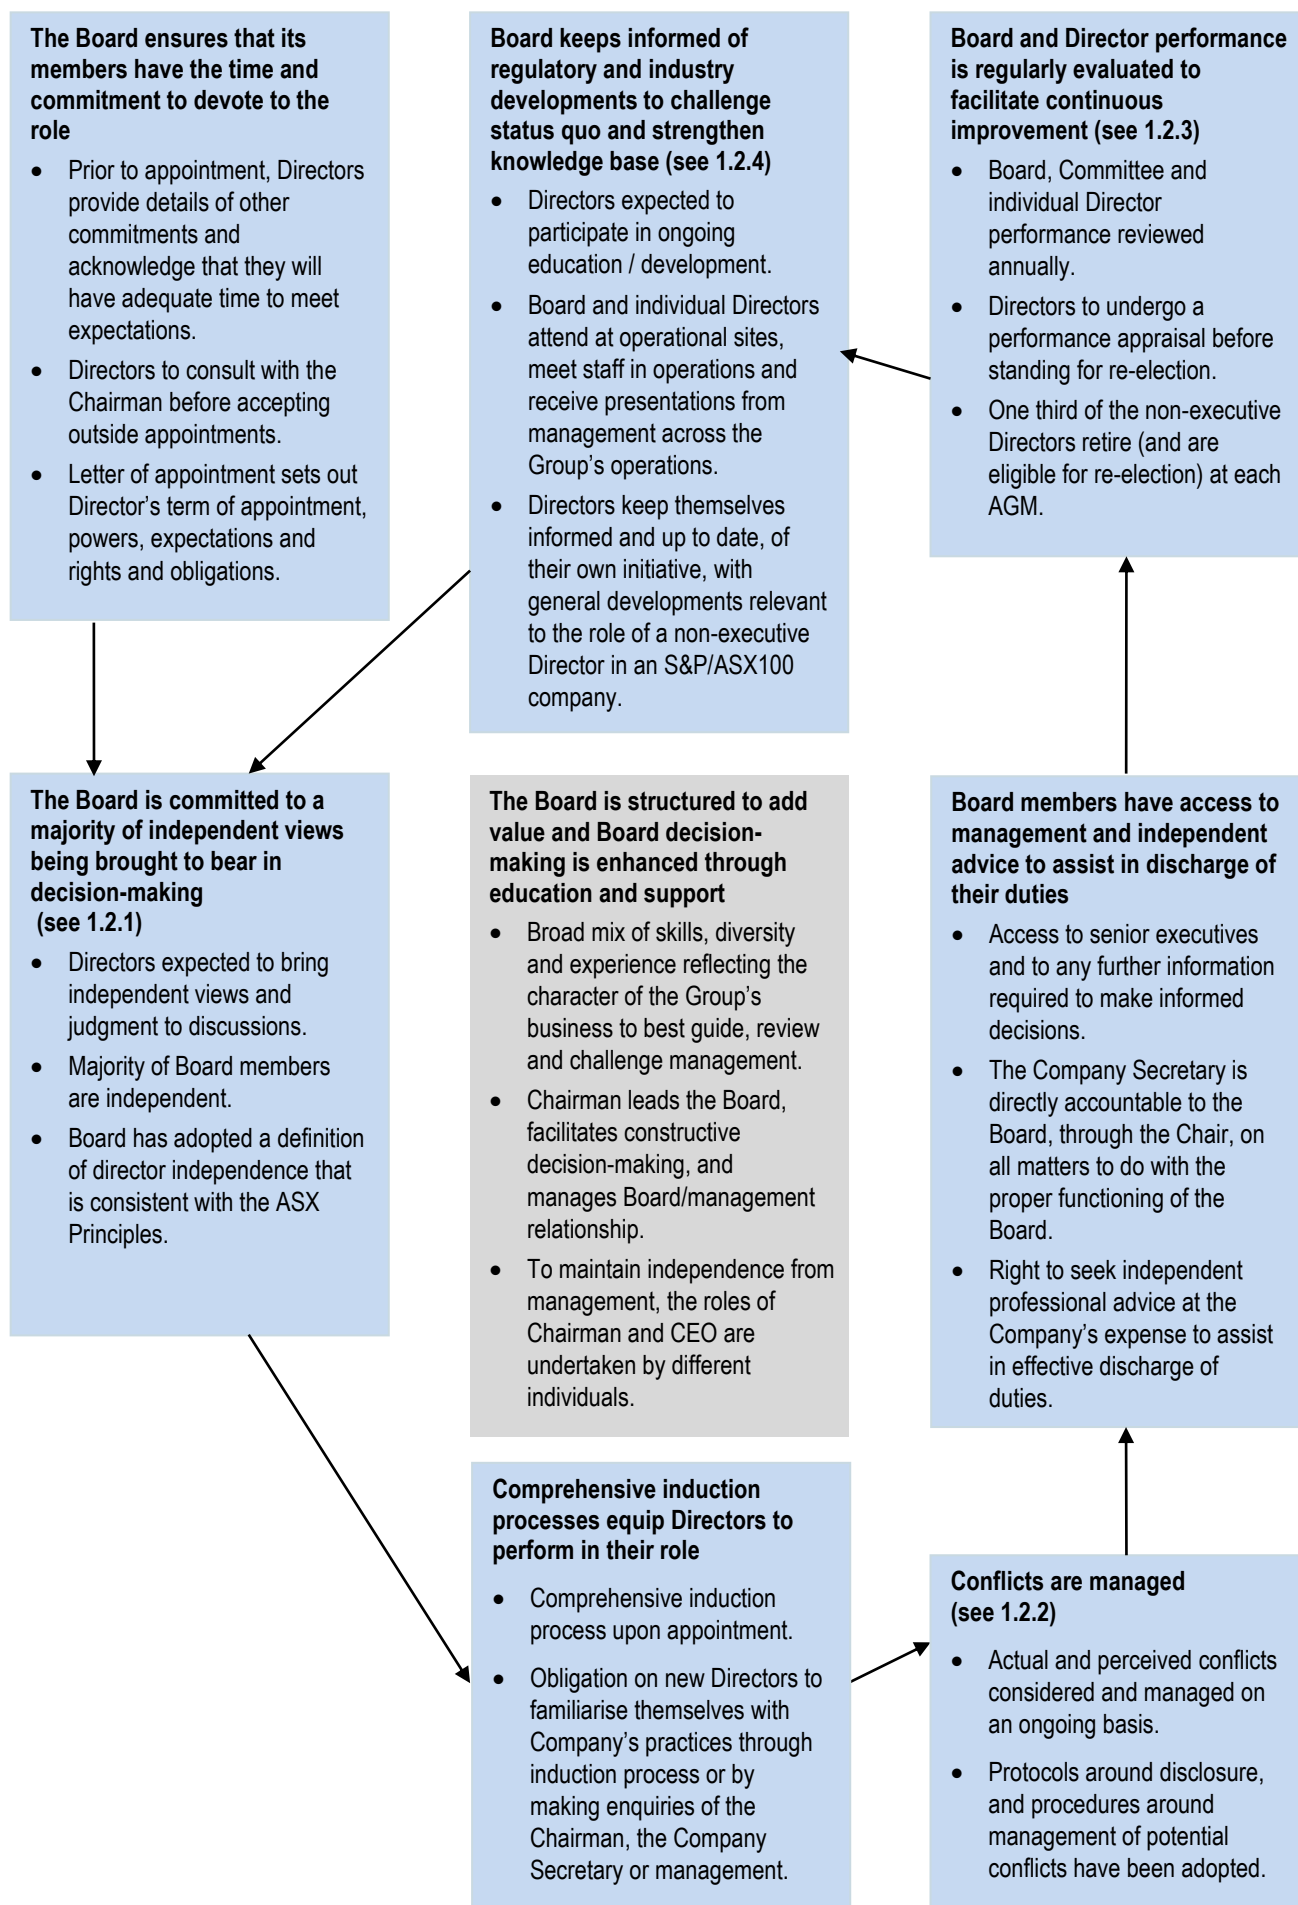 The Board ensures that its
members have the time and
commitment to devote to the
role
• Prior to appointment, Directors
provide details of other
commitments and
acknowledge that they will
have adequate time to meet
expectations.
• Directors to consult with the
Chairman before accepting
outside appointments.
• Letter of appointment sets out
Director’s term of appointment,
powers, expectations and
rights and obligations.
Board keeps informed of
regulatory and industry
developments to challenge
status quo and strengthen
knowledge base (see 1.2.4)
• Directors expected to
participate in ongoing
education / development.
• Board and individual Directors
attend at operational sites,
meet staff in operations and
receive presentations from
management across the
Group’s operations.
• Directors keep themselves
informed and up to date, of
their own initiative, with
general developments relevant
to the role of a non-executive
Director in an S&P/ASX100
company.
Board and Director performance
is regularly evaluated to
facilitate continuous
improvement (see 1.2.3)
• Board, Committee and
individual Director
performance reviewed
annually.
• Directors to undergo a
performance appraisal before
standing for re-election.
• One third of the non-executive
Directors retire (and are
eligible for re-election) at each
AGM.
The Board is committed to a
majority of independent views
being brought to bear in
decision-making
(see 1.2.1)
• Directors expected to bring
independent views and
judgment to discussions.
• Majority of Board members
are independent.
• Board has adopted a definition
of director independence that
is consistent with the ASX
Principles.
The Board is structured to add
value and Board decision-
making is enhanced through
education and support
• Broad mix of skills, diversity
and experience reflecting the
character of the Group’s
business to best guide, review
and challenge management.
• Chairman leads the Board,
facilitates constructive
decision-making, and
manages Board/management
relationship.
• To maintain independence from
management, the roles of
Chairman and CEO are
undertaken by different
individuals.
Board members have access to
management and independent
advice to assist in discharge of
their duties
• Access to senior executives
and to any further information
required to make informed
decisions.
• The Company Secretary is
directly accountable to the
Board, through the Chair, on
all matters to do with the
proper functioning of the
Board.
• Right to seek independent
professional advice at the
Company’s expense to assist
in effective discharge of
duties.
Comprehensive induction
processes equip Directors to
perform in their role
• Comprehensive induction
process upon appointment.
• Obligation on new Directors to
familiarise themselves with
Company’s practices through
induction process or by
making enquiries of the
Chairman, the Company
Secretary or management.
Conflicts are managed
(see 1.2.2)
• Actual and perceived conflicts
considered and managed on
an ongoing basis.
• Protocols around disclosure,
and procedures around
management of potential
conflicts have been adopted.